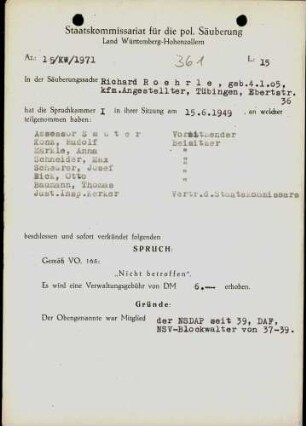 Staatskommissariat für die pol. Säuberung
Land Württemberg-Hohenzollern
Az: 15/KW/1971
361
L 15
In der Säuberungssache Richard Roehrle, geb.4.1.05,
kfm.Angestellter, Tübingen, Ebertstr.
36
hat die Spruchkammer I in ihrer Sitzung am 15.6.1949 , an welcher
teilgenommen haben:
Assessor Vorsitzender
Kons, Rudolf Beisitzer
Merkle, Anna "
Schneider, Max "
Scheurer, Josef "
Bick, Otto "
Baumann, Thomas "
Just.Insp.Kerker Vertr.d.Staatskommissars
beschlossen und sofort verkündet folgenden
SPRUCH:
Gemäß VO. 165:
„Nicht betroffen".
Es wird eine Verwaltungsgebühr von DM 6.-- erhoben.
Gründe:
Der Obengenannte war Mitglied der NSDAP seit 39, DAF,
NSV-Blockwalter von 37-39.